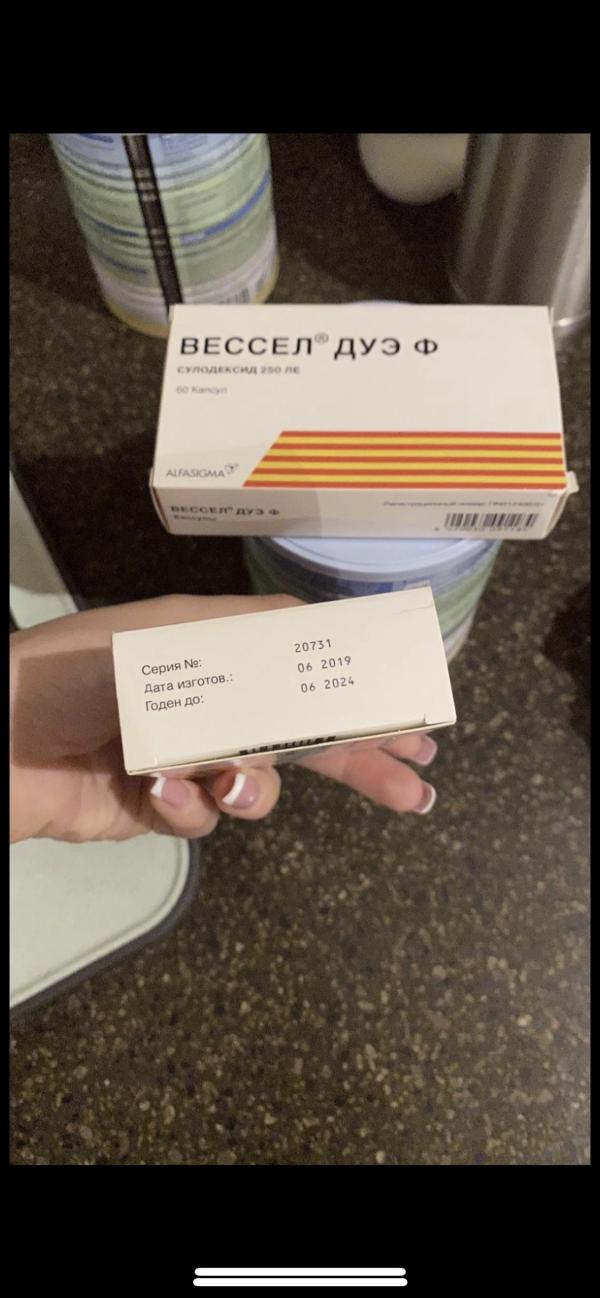 ВЕССЕЛ® ДУЭ Ф
СУЛОДЕКСИД 250 ЛЕ
60 Капсул
ALFASIGMA
ВЕССЕЛ® ДУЭ Ф
Капсулы
Регистрационный номер:
Серия №: 20731
Дата изготов.: 06 2019
Годен до: 06 2024